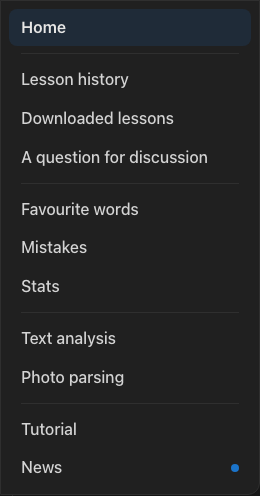 Home
Lesson history
Downloaded lessons
A question for discussion
Favourite words
Mistakes
Stats
Text analysis
Photo parsing
Tutorial
News